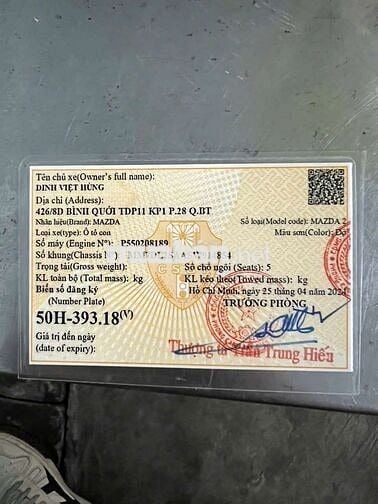 Tên chủ xe(Owner's full name):
DINH VIỆT HÙNG
Địa chỉ (Address):
426/8D BÌNH QUỚI TDP11 KP1 P.28 Q.BT
Nhãn hiệu(Brand): MAZDA Số loại(Model code): MAZDA 2
Loại xe(type): Ô tô con Màu sơn(Color): Đỏ
Số máy (Engine Nº): P550208189
Số khung(Chassis
Trọng tải(Gross weight): Số chỗ ngồi (Seats): 5
KL toàn bộ (Total mass): kg KL kéo theo(Towed mass): kg
Biển số đăng ký Hồ Chí Minh, ngày 25 tháng 04 năm 2024
(Number Plate) TRƯỞNG PHÒNG
50H-393.18(V)
Giá trị đến ngày
(date of expiry): Thượng tá Trần Trung Hiếu